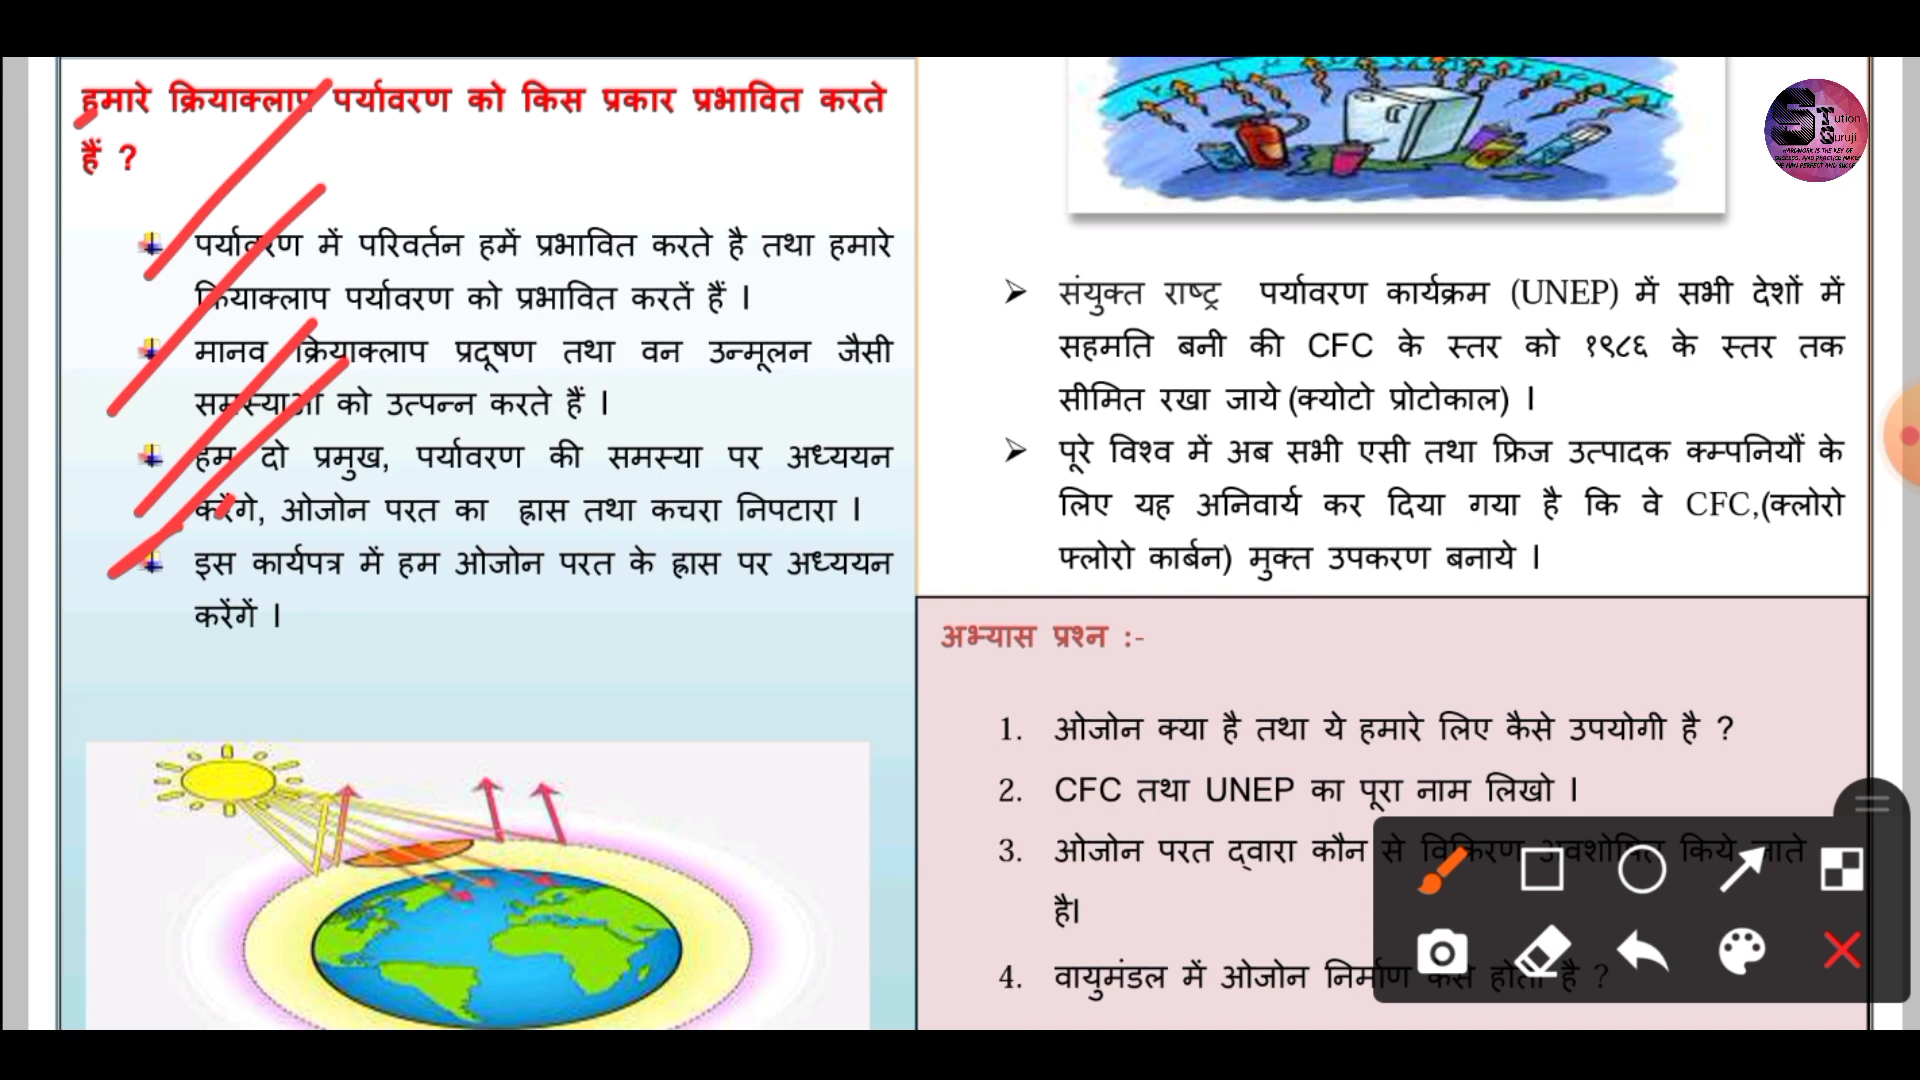 हमारे क्रियाक्लाप पर्यावरण को किस प्रकार प्रभावित करते
हैं ?
पर्यावरण में परिवर्तन हमें प्रभावित करते है तथा हमारे
क्रियाक्लाप पर्यावरण को प्रभावित करतें हैं ।
मानव क्रियाक्लाप प्रदूषण तथा वन उन्मूलन जैसी
समस्याओं को उत्पन्न करते हैं ।
हम दो प्रमुख, पर्यावरण की समस्या पर अध्ययन
करेंगे, ओजोन परत का ह्रास तथा कचरा निपटारा ।
इस कार्यपत्र में हम ओजोन परत के ह्रास पर अध्ययन
करेंगें ।
संयुक्त राष्ट्र पर्यावरण कार्यक्रम (UNEP) में सभी देशों में
सहमति बनी की CFC के स्तर को १९८६ के स्तर तक
सीमित रखा जाये (क्योटो प्रोटोकाल) ।
पूरे विश्व में अब सभी एसी तथा फ्रिज उत्पादक कम्पनियौं के
लिए यह अनिवार्य कर दिया गया है कि वे CFC,(क्लोरो
फ्लोरो कार्बन) मुक्त उपकरण बनाये ।
अभ्यास प्रश्न :-
1. ओजोन क्या है तथा ये हमारे लिए कैसे उपयोगी है ?
2. CFC तथा UNEP का पूरा नाम लिखो ।
3. ओजोन परत द्वारा कौन से विकिरण अवशोषित किये जाते
है।
4. वायुमंडल में ओजोन निर्माण कैसे होता है ?
STution
Guruji